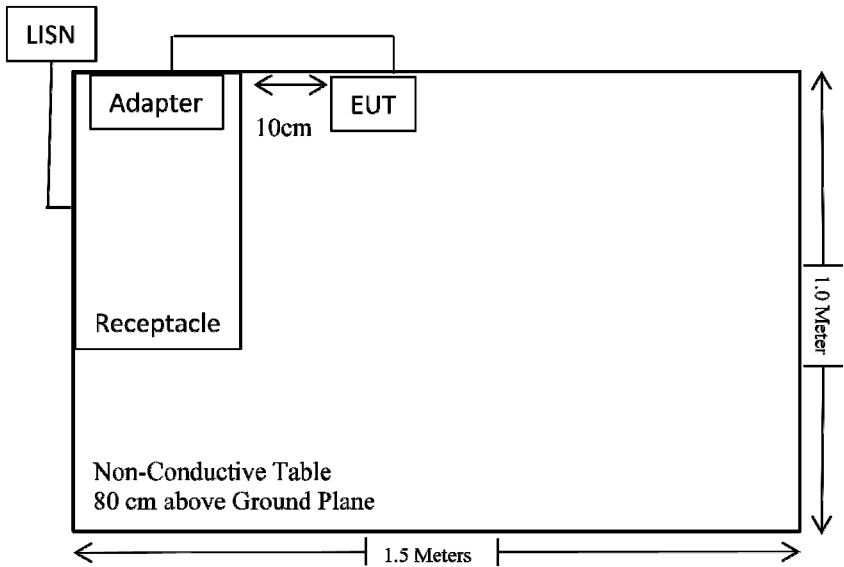 LISN
Adapter
EUT
10cm
Receptacle
1.0 Meter
Non-Conductive Table
80 cm above Ground Plane
1.5 Meters